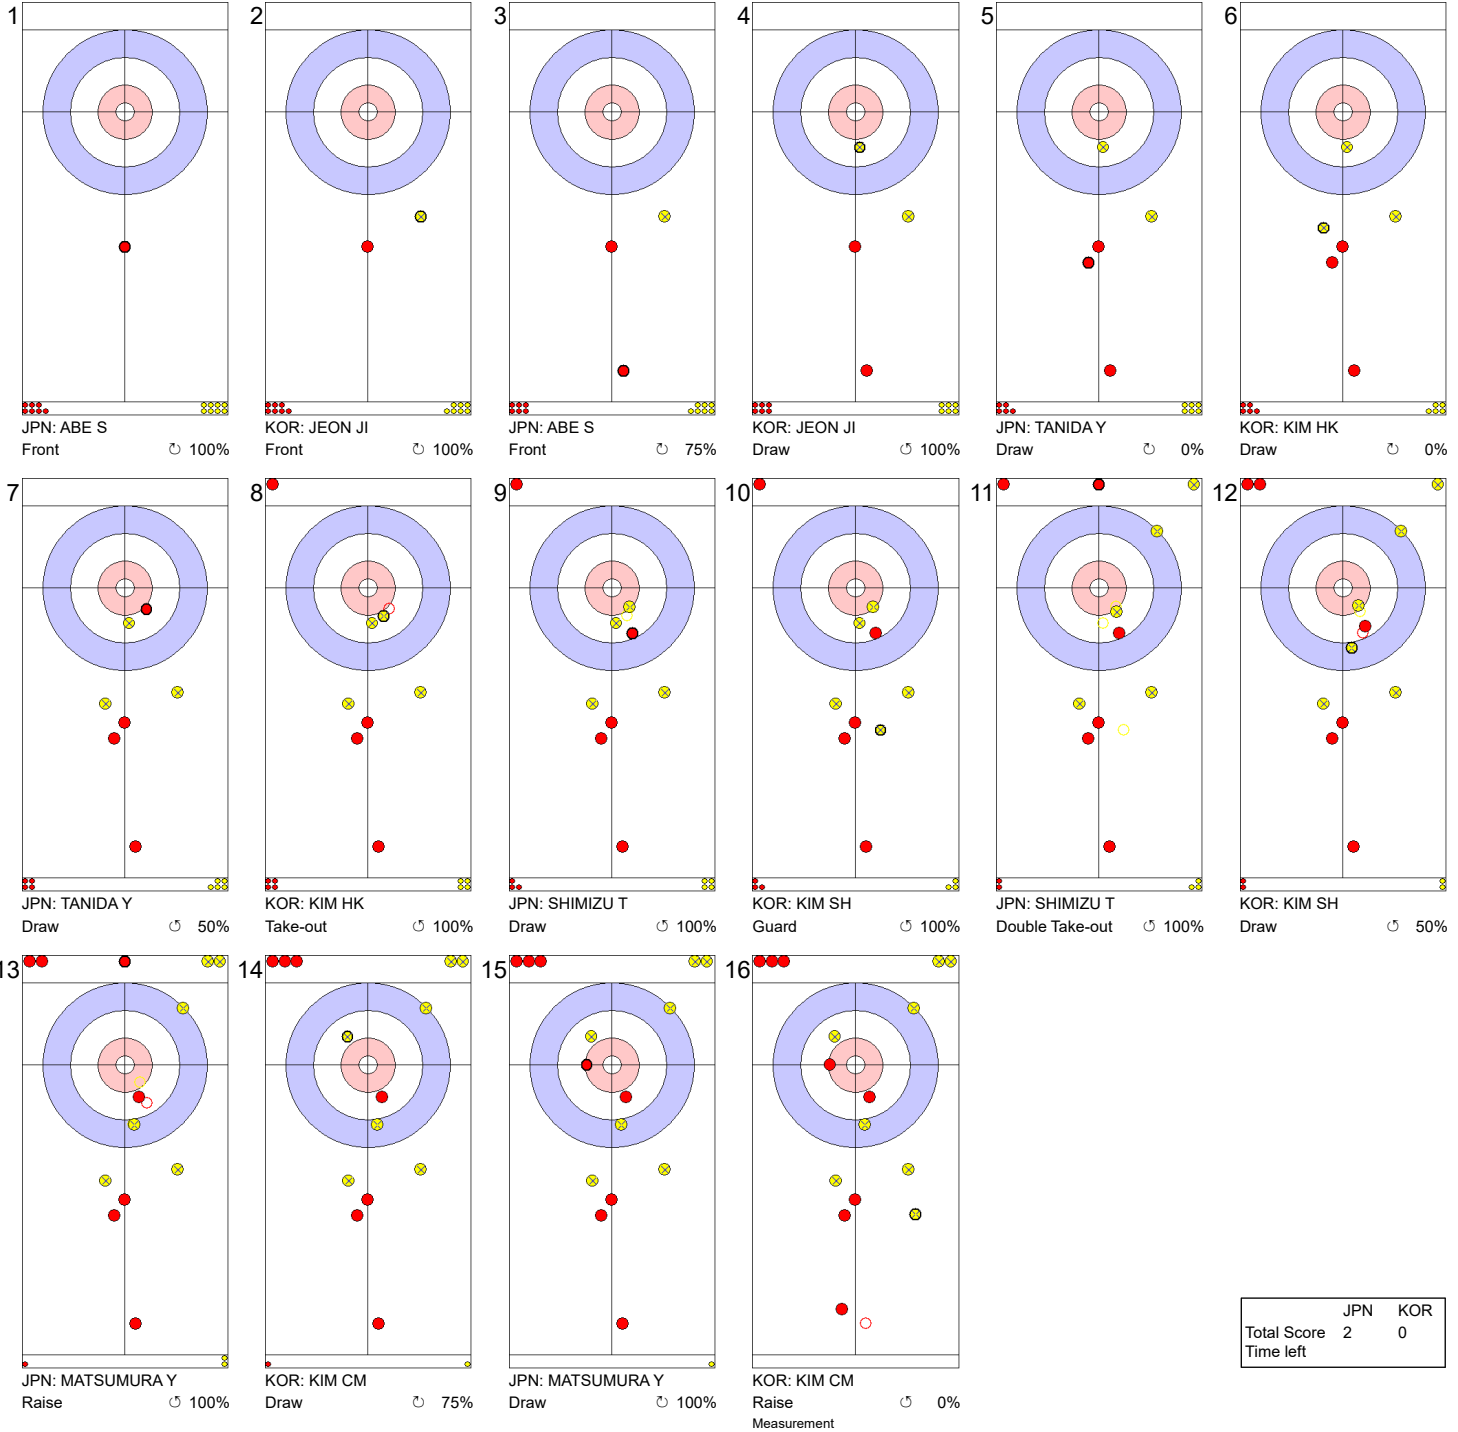 1
JPN: ABE S
Front ↻ 100%
2
KOR: JEON JI
Front ↻ 100%
3
JPN: ABE S
Front ↻ 75%
4
KOR: JEON JI
Draw ↻ 100%
5
JPN: TANIDA Y
Draw ↻ 0%
6
KOR: KIM HK
Draw ↻ 0%
7
JPN: TANIDA Y
Draw ↺ 50%
8
KOR: KIM HK
Take-out ↺ 100%
9
JPN: SHIMIZU T
Draw ↺ 100%
10
KOR: KIM SH
Guard ↺ 100%
11
JPN: SHIMIZU T
Double Take-out ↺ 100%
12
KOR: KIM SH
Draw ↺ 50%
13
JPN: MATSUMURA Y
Raise ↺ 100%
14
KOR: KIM CM
Draw ↻ 75%
15
JPN: MATSUMURA Y
Draw ↻ 100%
16
KOR: KIM CM
Raise ↺ 0%
Measurement
JPN KOR
Total Score 2 0
Time left